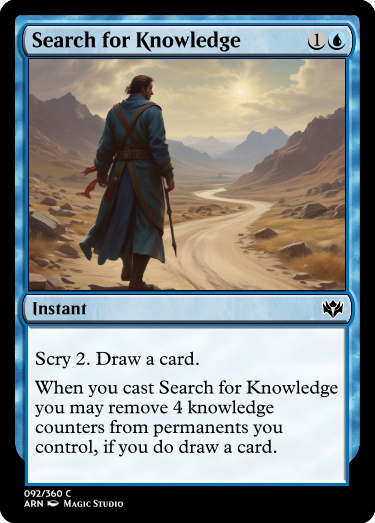 Search for Knowledge 1
Instant
Scry 2. Draw a card.
When you cast Search for Knowledge
you may remove 4 knowledge
counters from permanents you
control, if you do draw a card.
092/360 C
ARN Magic Studio